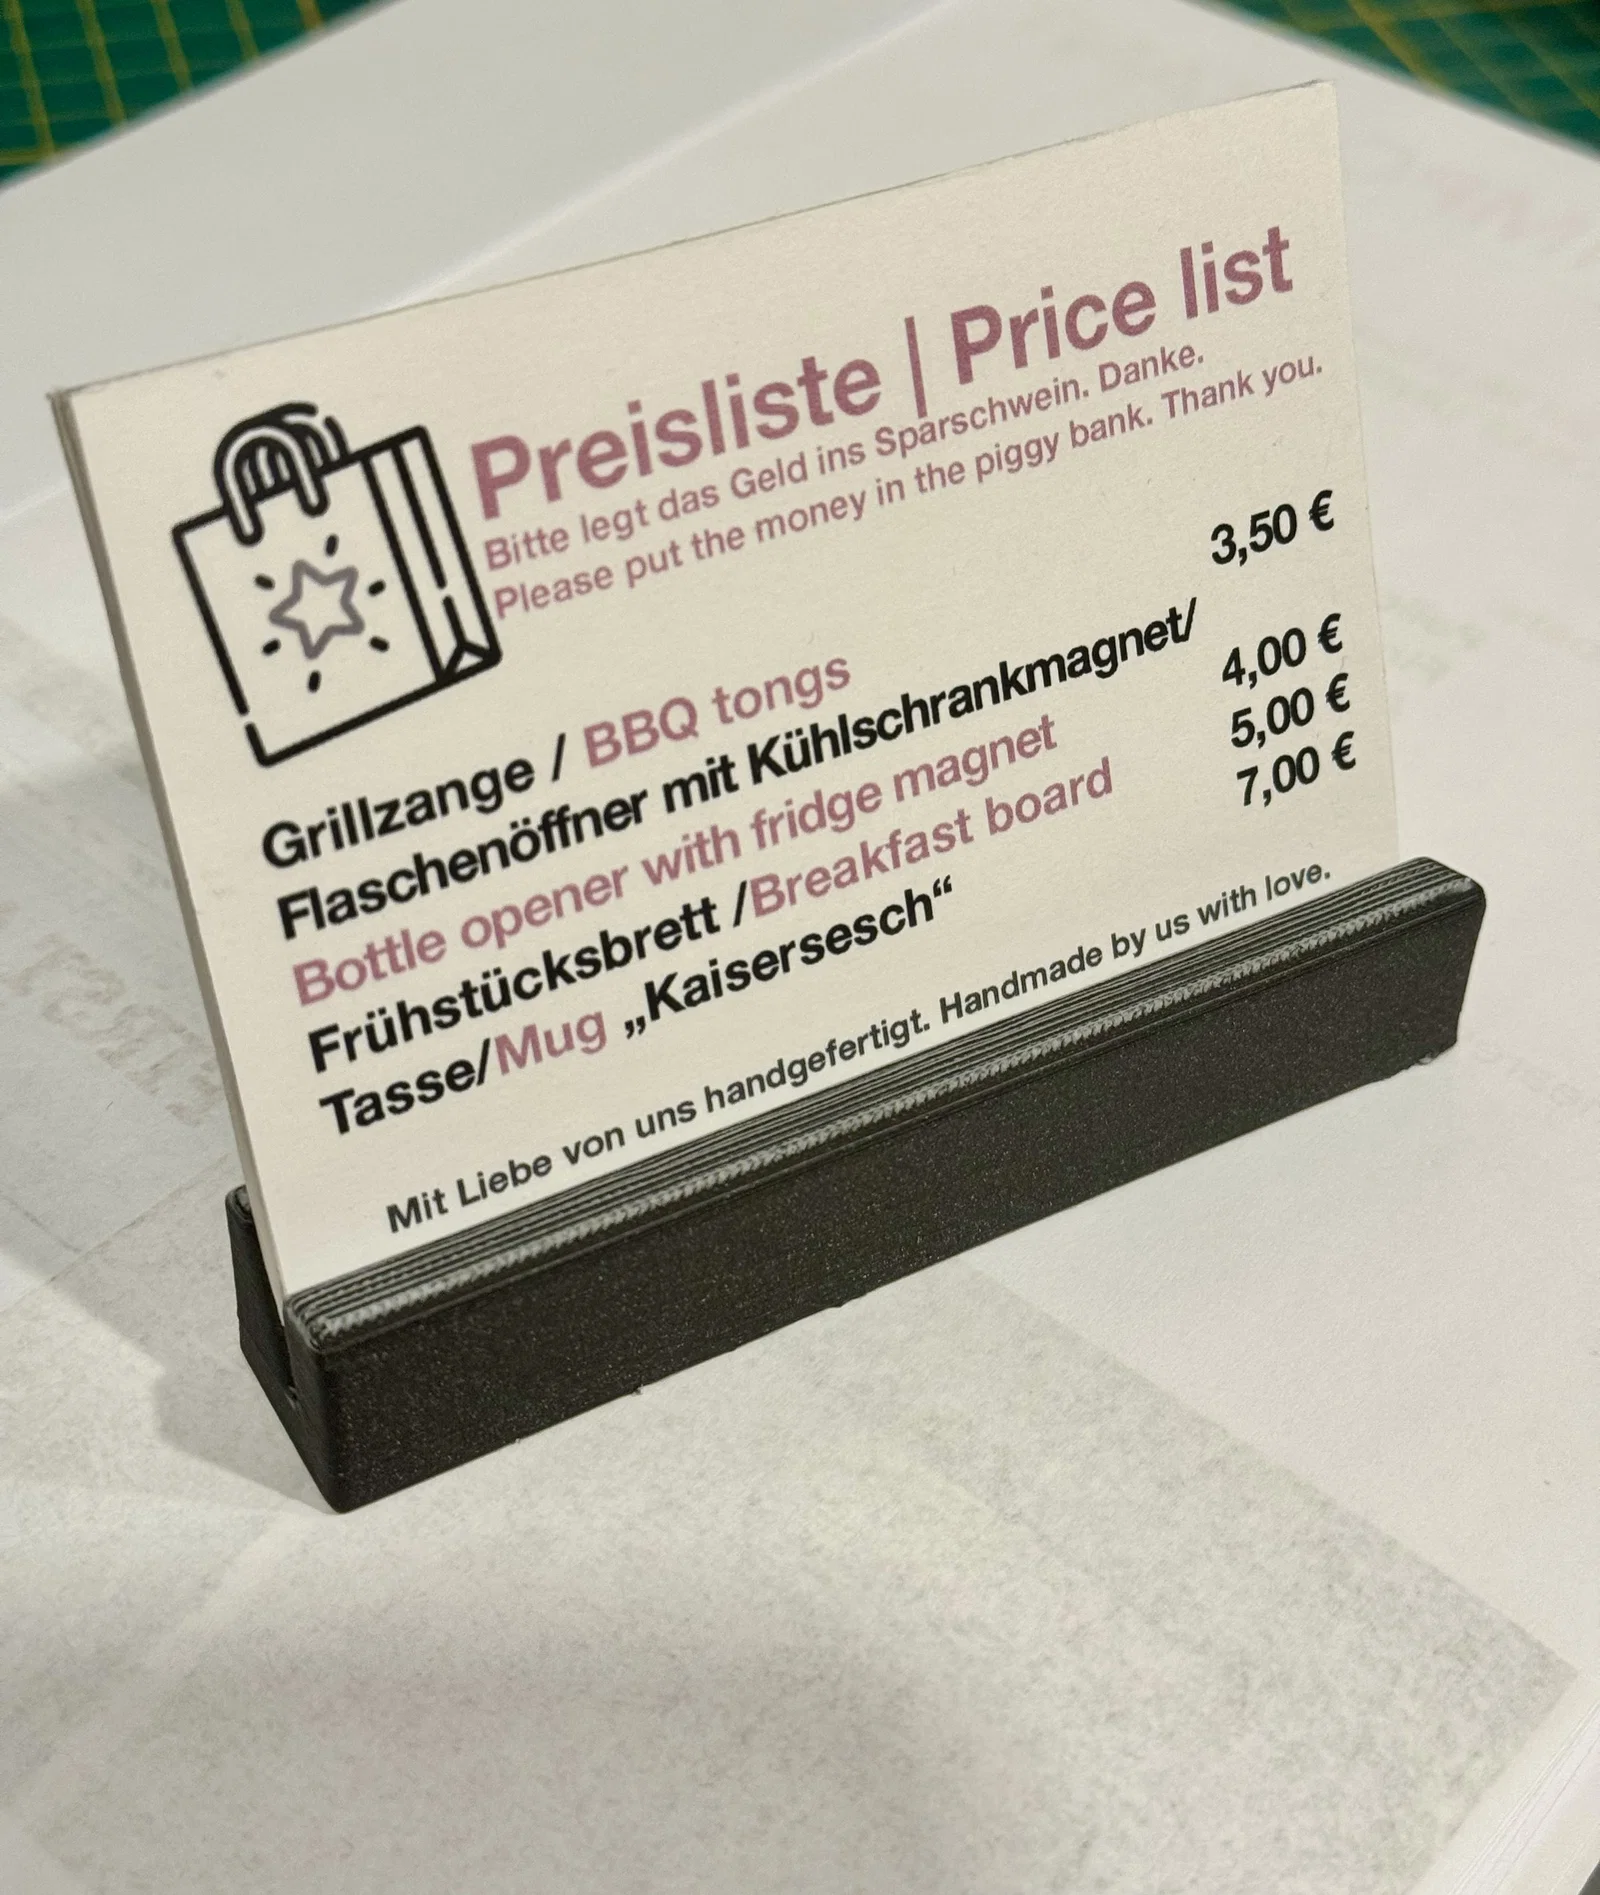 Preisliste | Price list
Bitte legt das Geld ins Sparschwein. Danke.
Please put the money in the piggy bank. Thank you.
Grillzange / BBQ tongs 3,50 €
Flaschenöffner mit Kühlschrankmagnet/
Bottle opener with fridge magnet 4,00 €
Frühstücksbrett /Breakfast board 5,00 €
Tasse/Mug „Kaisersesch“ 7,00 €
Mit Liebe von uns handgefertigt. Handmade by us with love.